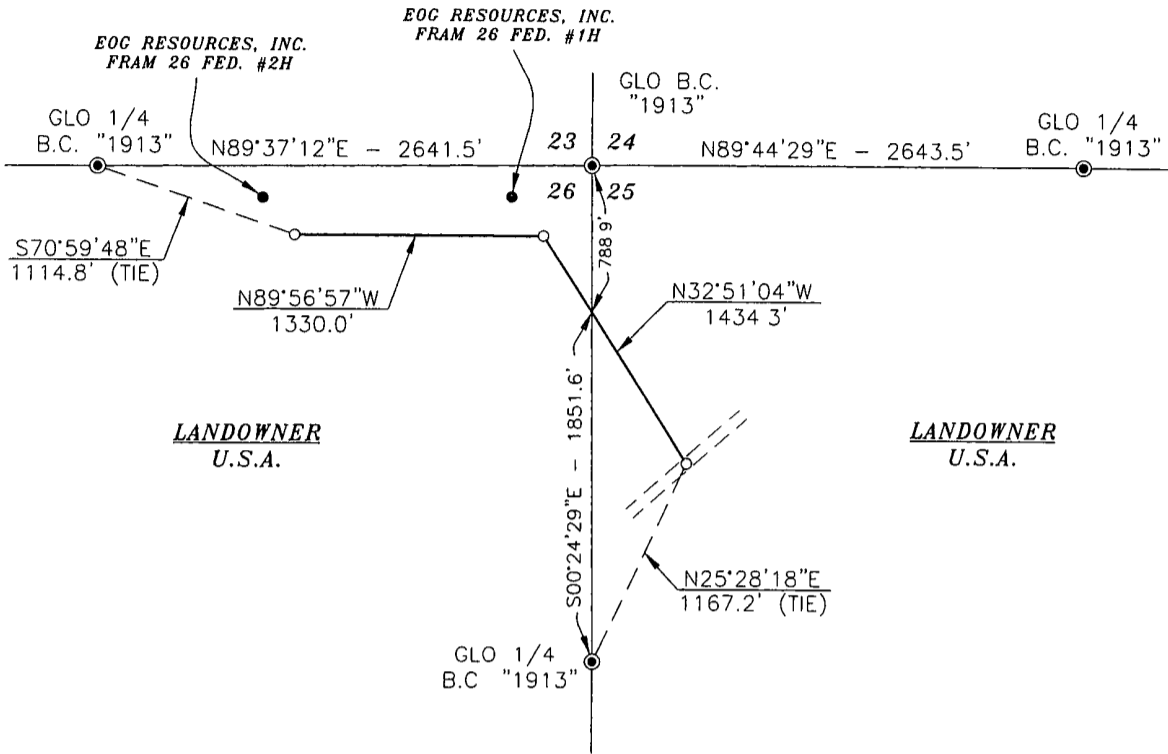 EOG RESOURCES, INC.
FRAM 26 FED. #1H
EOG RESOURCES, INC.
FRAM 26 FED. #2H
GLO B.C.
"1913"
GLO 1/4
B.C. "1913"
GLO 1/4
B.C. "1913"
N89°37'12"E - 2641.5'
23 24
N89°44'29"E - 2643.5'
26 25
788 9'
S70°59'48"E
1114.8' (TIE)
N89°56'57"W
1330.0'
N32°51'04"W
1434 3'
S00°24'29"E - 1851.6'
LANDOWNER
U.S.A.
LANDOWNER
U.S.A.
N25°28'18"E
1167.2' (TIE)
GLO 1/4
B.C "1913"